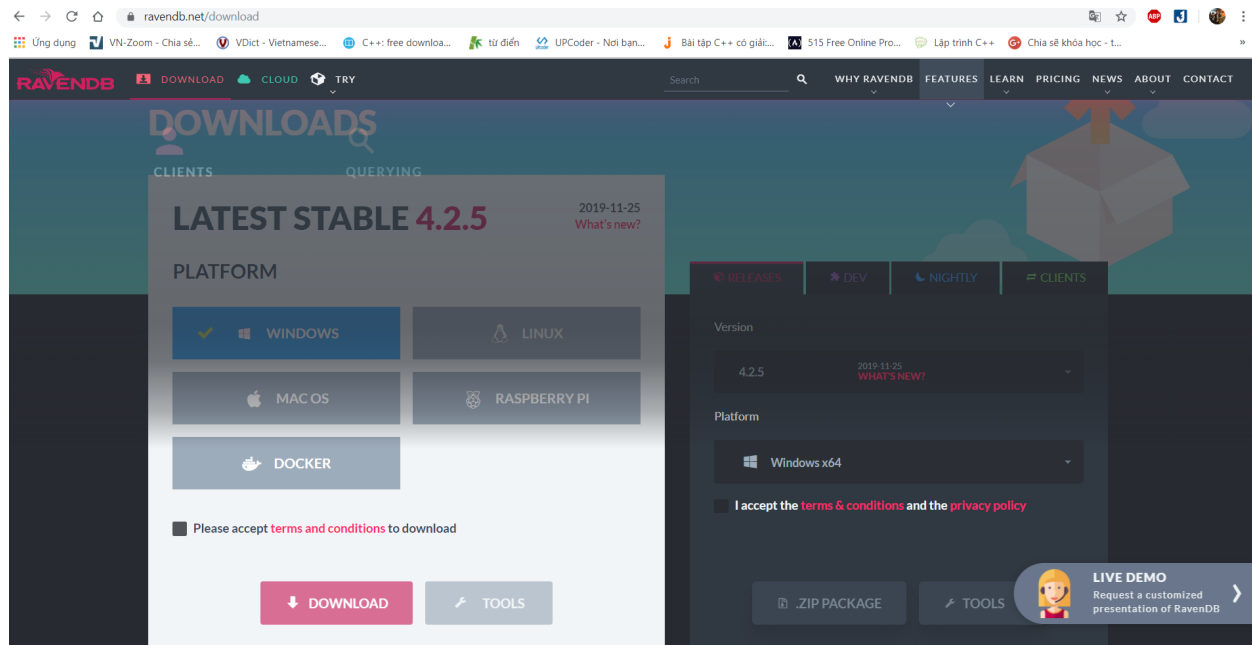 ravendb.net/download
Ứng dụng VN-Zoom - Chia sẻ... VDict - Vietnamese... C++: free downloa... từ điển UPCoder - Nơi bạn... Bài tập C++ có giải:... 515 Free Online Pro... Lập trình C++ Chia sẽ khóa học - t... »
RAVENDB DOWNLOAD CLOUD TRY Search WHY RAVENDB FEATURES LEARN PRICING NEWS ABOUT CONTACT
DOWNLOADS
CLIENTS QUERYING
LATEST STABLE 4.2.5
2019-11-25
What's new?
PLATFORM
WINDOWS LINUX
MAC OS RASPBERRY PI
DOCKER
Please accept terms and conditions to download
DOWNLOAD TOOLS
RELEASES DEV NIGHTLY CLIENTS
Version
4.2.5
2019-11-25
WHAT'S NEW?
Platform
Windows x64
I accept the terms & conditions and the privacy policy
.ZIP PACKAGE TOOLS
LIVE DEMO
Request a customized
presentation of RavenDB
ABP